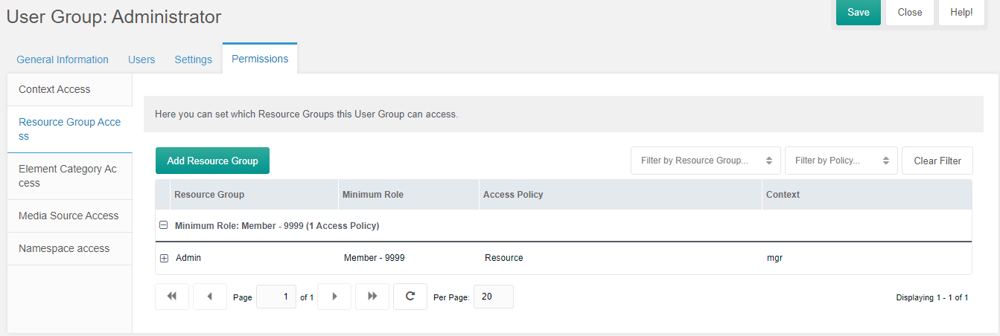 User Group: Administrator
Save Close Help!
General Information Users Settings Permissions
Context Access
Resource Group Acce
ss
Element Category Ac
cess
Media Source Access
Namespace access
Here you can set which Resource Groups this User Group can access.
Add Resource Group Filter by Resource Group... Filter by Policy... Clear Filter
Resource Group Minimum Role Access Policy Context
Minimum Role: Member - 9999 (1 Access Policy)
Admin Member - 9999 Resource mgr
Page 1 of 1 Per Page: 20 Displaying 1 - 1 of 1